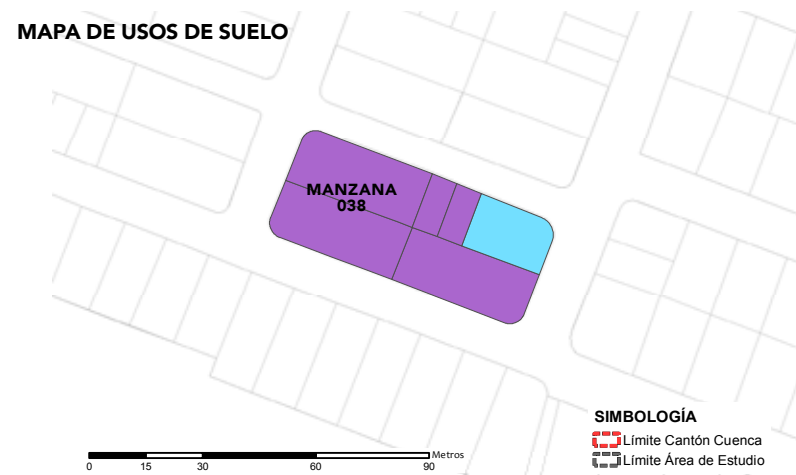 MAPA DE USOS DE SUELO
MANZANA
038
SIMBOLOGÍA
Límite Cantón Cuenca
Límite Área de Estudio
Metros
0 15 30 60 90